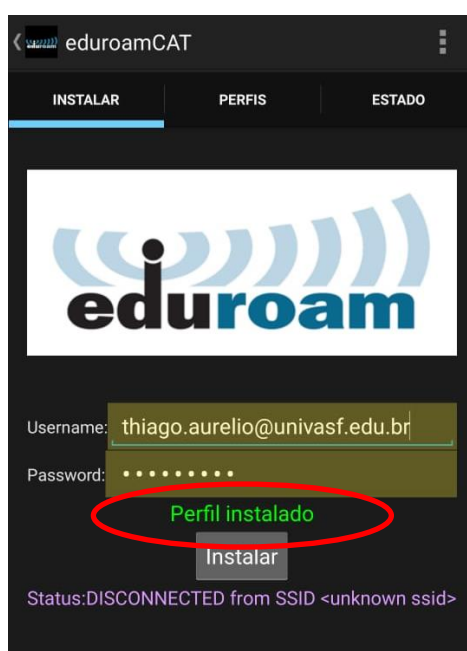 eduroamCAT
INSTALAR PERFIS ESTADO
eduroam
Username: thiago.aurelio@univasf.edu.br
Password: •••••••••
Perfil instalado
Instalar
Status:DISCONNECTED from SSID <unknown ssid>